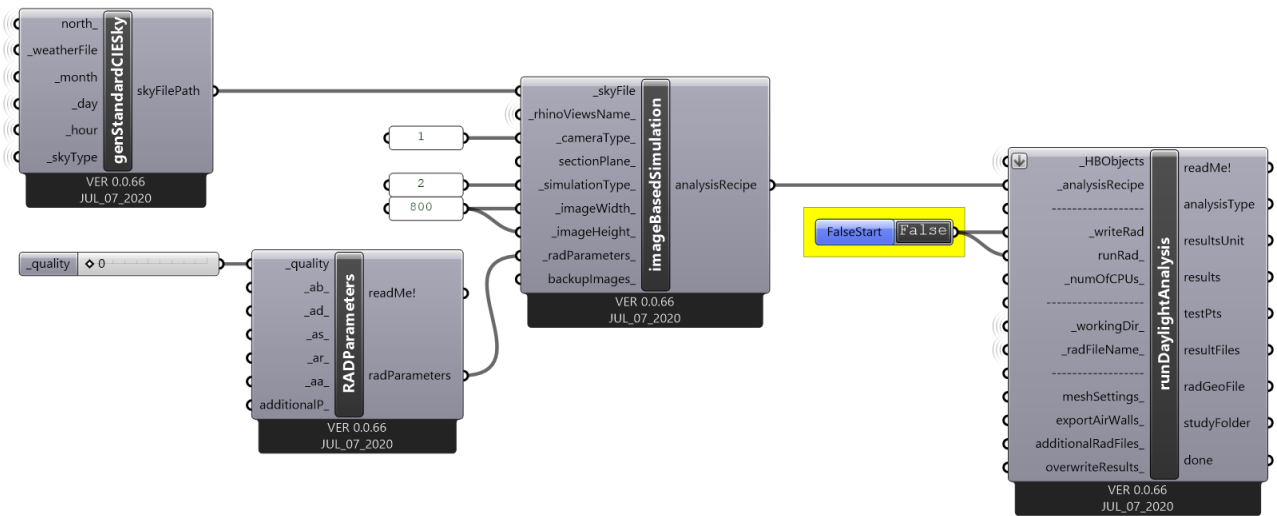 north_
_weatherFile
_month
_day
_hour
_skyType
genStandardCIESky
skyFilePath
VER 0.0.66
JUL_07_2020
1
2
800
_skyFile
_rhinoViewsName_
_cameraType_
sectionPlane_
_simulationType_
_imageWidth_
_imageHeight_
_radParameters_
backupImages_
imageBasedSimulation
analysisRecipe
VER 0.0.66
JUL_07_2020
_quality
0
_quality
_ab_
_ad_
_as_
_ar_
_aa_
additionalP_
RADParameters
readMe!
radParameters
VER 0.0.66
JUL_07_2020
FalseStart
False
_HBObjects
_analysisRecipe
-------------------
_writeRad
runRad_
_numOfCPUs_
--------------------
_workingDir_
_radFileName_
-------------------
meshSettings_
exportAirWalls_
additionalRadFiles_
overwriteResults_
runDaylightAnalysis
readMe!
analysisType
resultsUnit
results
testPts
resultFiles
radGeoFile
studyFolder
done
VER 0.0.66
JUL_07_2020